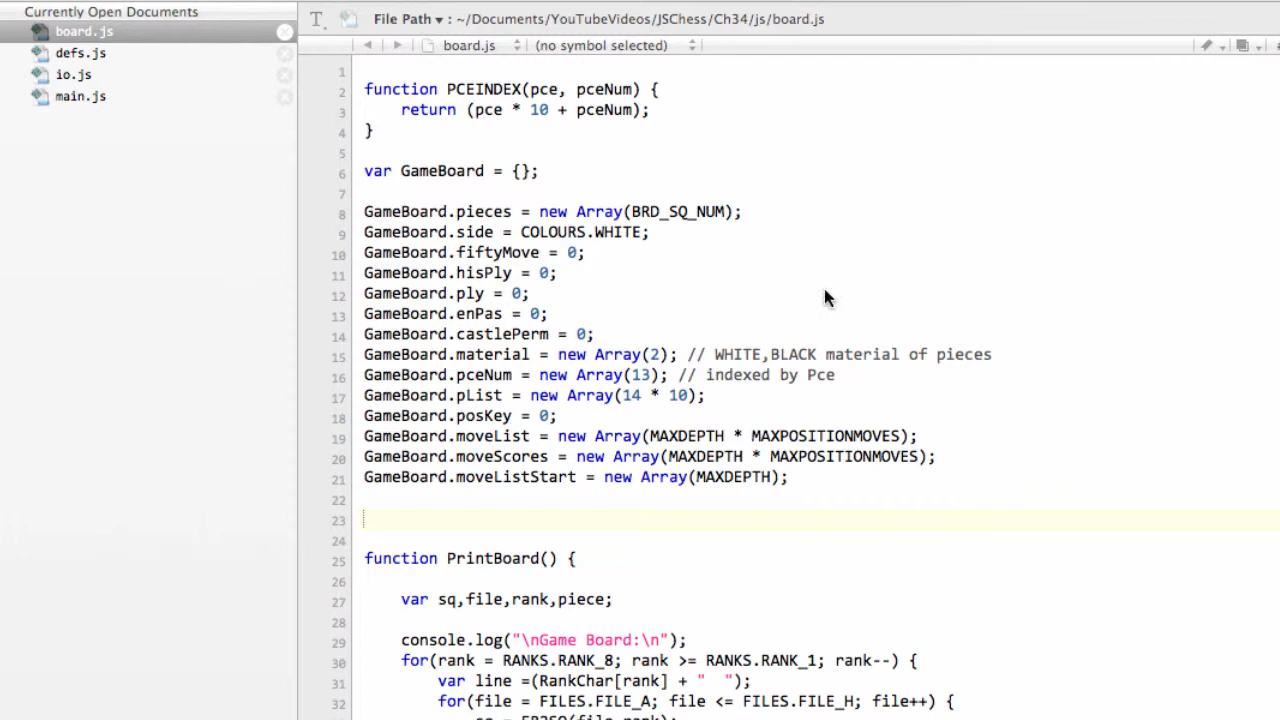 Currently Open Documents
board.js
defs.js
io.js
main.js
File Path ▾ : ~/Documents/YouTubeVideos/JSChess/Ch34/js/board.js
board.js (no symbol selected)
1
2 function PCEINDEX(pce, pceNum) {
3 return (pce * 10 + pceNum);
4 }
5
6 var GameBoard = {};
7
8 GameBoard.pieces = new Array(BRD_SQ_NUM);
9 GameBoard.side = COLOURS.WHITE;
10 GameBoard.fiftyMove = 0;
11 GameBoard.hisPly = 0;
12 GameBoard.ply = 0;
13 GameBoard.enPas = 0;
14 GameBoard.castlePerm = 0;
15 GameBoard.material = new Array(2); // WHITE,BLACK material of pieces
16 GameBoard.pceNum = new Array(13); // indexed by Pce
17 GameBoard.pList = new Array(14 * 10);
18 GameBoard.posKey = 0;
19 GameBoard.moveList = new Array(MAXDEPTH * MAXPOSITIONMOVES);
20 GameBoard.moveScores = new Array(MAXDEPTH * MAXPOSITIONMOVES);
21 GameBoard.moveListStart = new Array(MAXDEPTH);
22
23
24
25 function PrintBoard() {
26
27 var sq,file,rank,piece;
28
29 console.log("\nGame Board:\n");
30 for(rank = RANKS.RANK_8; rank >= RANKS.RANK_1; rank--) {
31 var line =(RankChar[rank] + "  ");
32 for(file = FILES.FILE_A; file <= FILES.FILE_H; file++) {